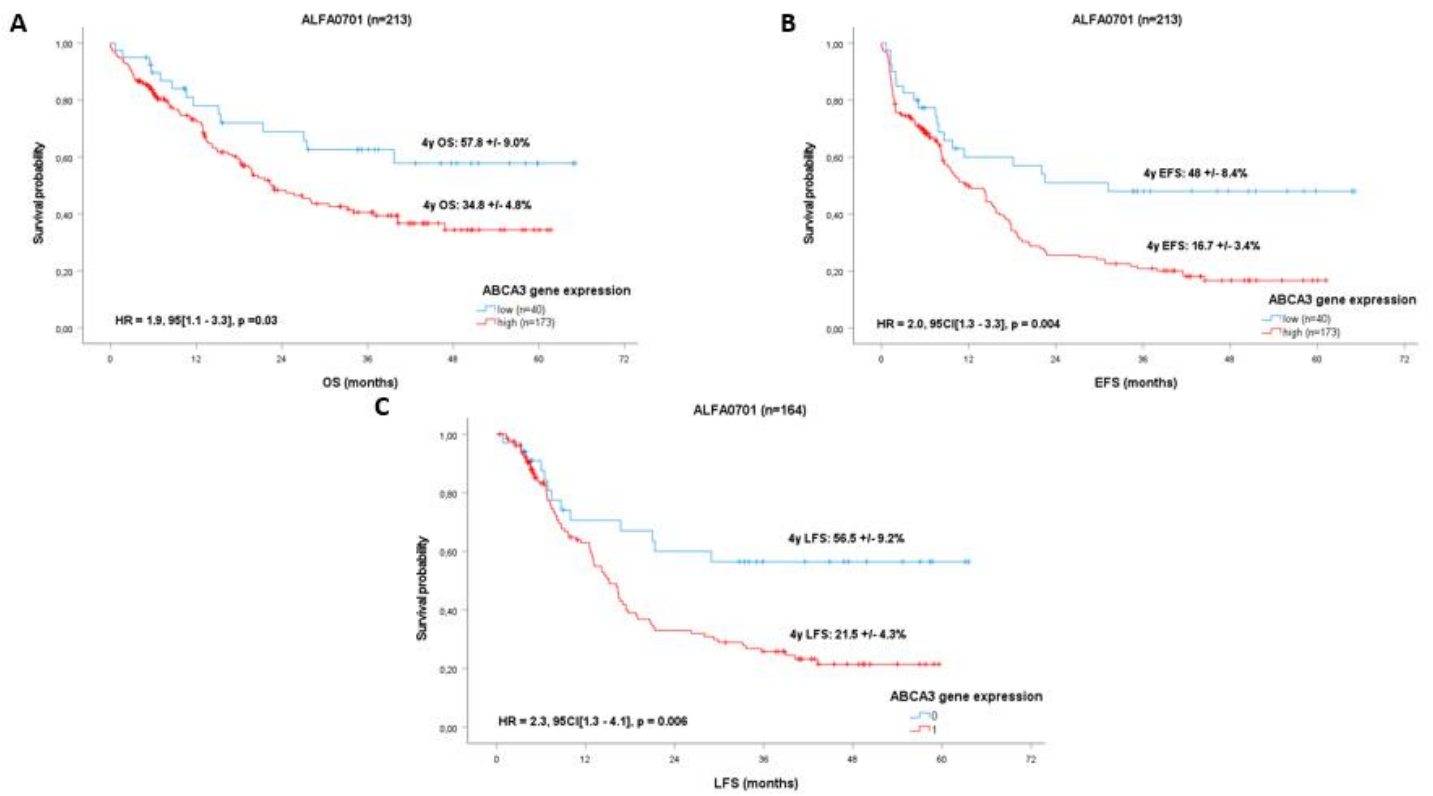 A
ALFA0701 (n=213)
Survival probability
1,00
0,80
0,60
0,40
0,20
0,00
4y OS: 57.8 +/- 9.0%
4y OS: 34.8 +/- 4.8%
ABCA3 gene expression
low (n=40)
high (n=173)
HR = 1.9, 95[1.1 - 3.3], p =0.03
0 12 24 36 48 60 72
OS (months)
B
ALFA0701 (n=213)
Survival probability
1,00
0,80
0,60
0,40
0,20
0,00
4y EFS: 48 +/- 8.4%
4y EFS: 16.7 +/- 3.4%
ABCA3 gene expression
low (n=40)
high (n=173)
HR = 2.0, 95CI[1.3 - 3.3], p = 0.004
0 12 24 36 48 60 72
EFS (months)
C
ALFA0701 (n=164)
Survival probability
1,00
0,80
0,60
0,40
0,20
0,00
4y LFS: 56.5 +/- 9.2%
4y LFS: 21.5 +/- 4.3%
ABCA3 gene expression
0
1
HR = 2.3, 95CI[1.3 - 4.1], p = 0.006
0 12 24 36 48 60 72
LFS (months)